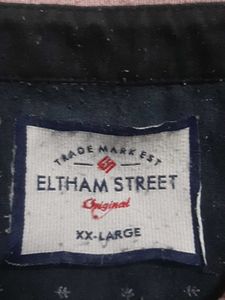 TRADE MARK EST
ELTHAM STREET
Original
XX-LARGE